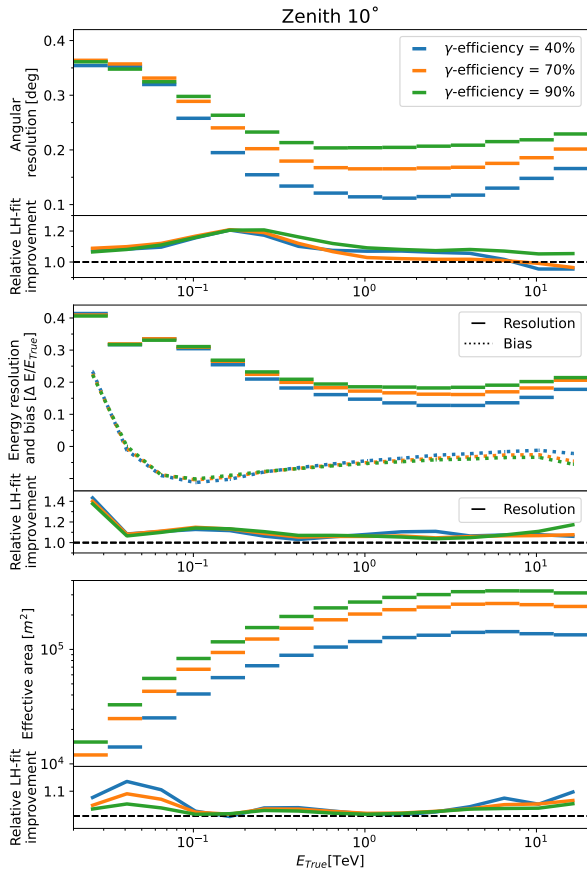 Zenith 10°
Angular
resolution [deg]
0.4
0.3
0.2
0.1
γ-efficiency = 40%
γ-efficiency = 70%
γ-efficiency = 90%
Relative LH-fit
improvement
1.2
1.0
10⁻¹
10⁰
10¹
Energy resolution
and bias [Δ E/E_True]
0.4
0.3
0.2
0.1
0
Resolution
Bias
Relative LH-fit
improvement
1.4
1.2
1.0
Resolution
10⁻¹
10⁰
10¹
Effective area [m²]
10⁵
10⁴
Relative LH-fit
improvement
1.1
10⁻¹
10⁰
10¹
E_True[TeV]